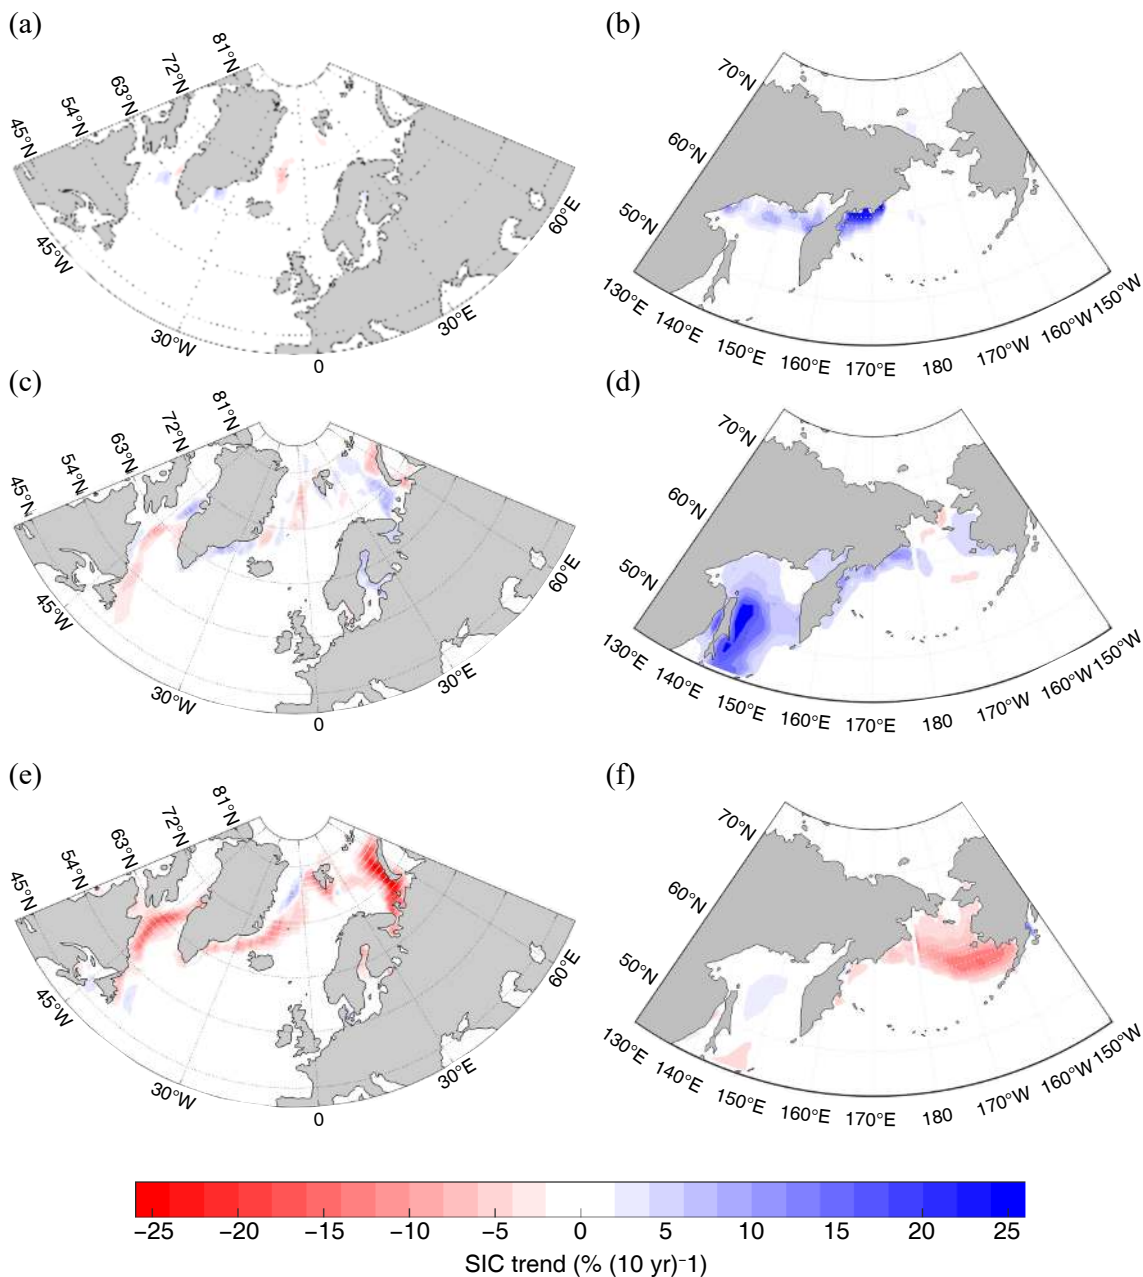 (a) (b)
81°N
72°N
63°N
54°N
45°N
45°W
30°W
0
30°E
60°E
70°N
60°N
50°N
130°E
140°E
150°E
160°E
170°E
180
170°W
160°W
150°W
(c) (d)
81°N
72°N
63°N
54°N
45°N
45°W
30°W
0
30°E
60°E
70°N
60°N
50°N
130°E
140°E
150°E
160°E
170°E
180
170°W
160°W
150°W
(e) (f)
81°N
72°N
63°N
54°N
45°N
45°W
30°W
0
30°E
60°E
70°N
60°N
50°N
130°E
140°E
150°E
160°E
170°E
180
170°W
160°W
150°W
−25 −20 −15 −10 −5 0 5 10 15 20 25
SIC trend (% (10 yr)⁻1)